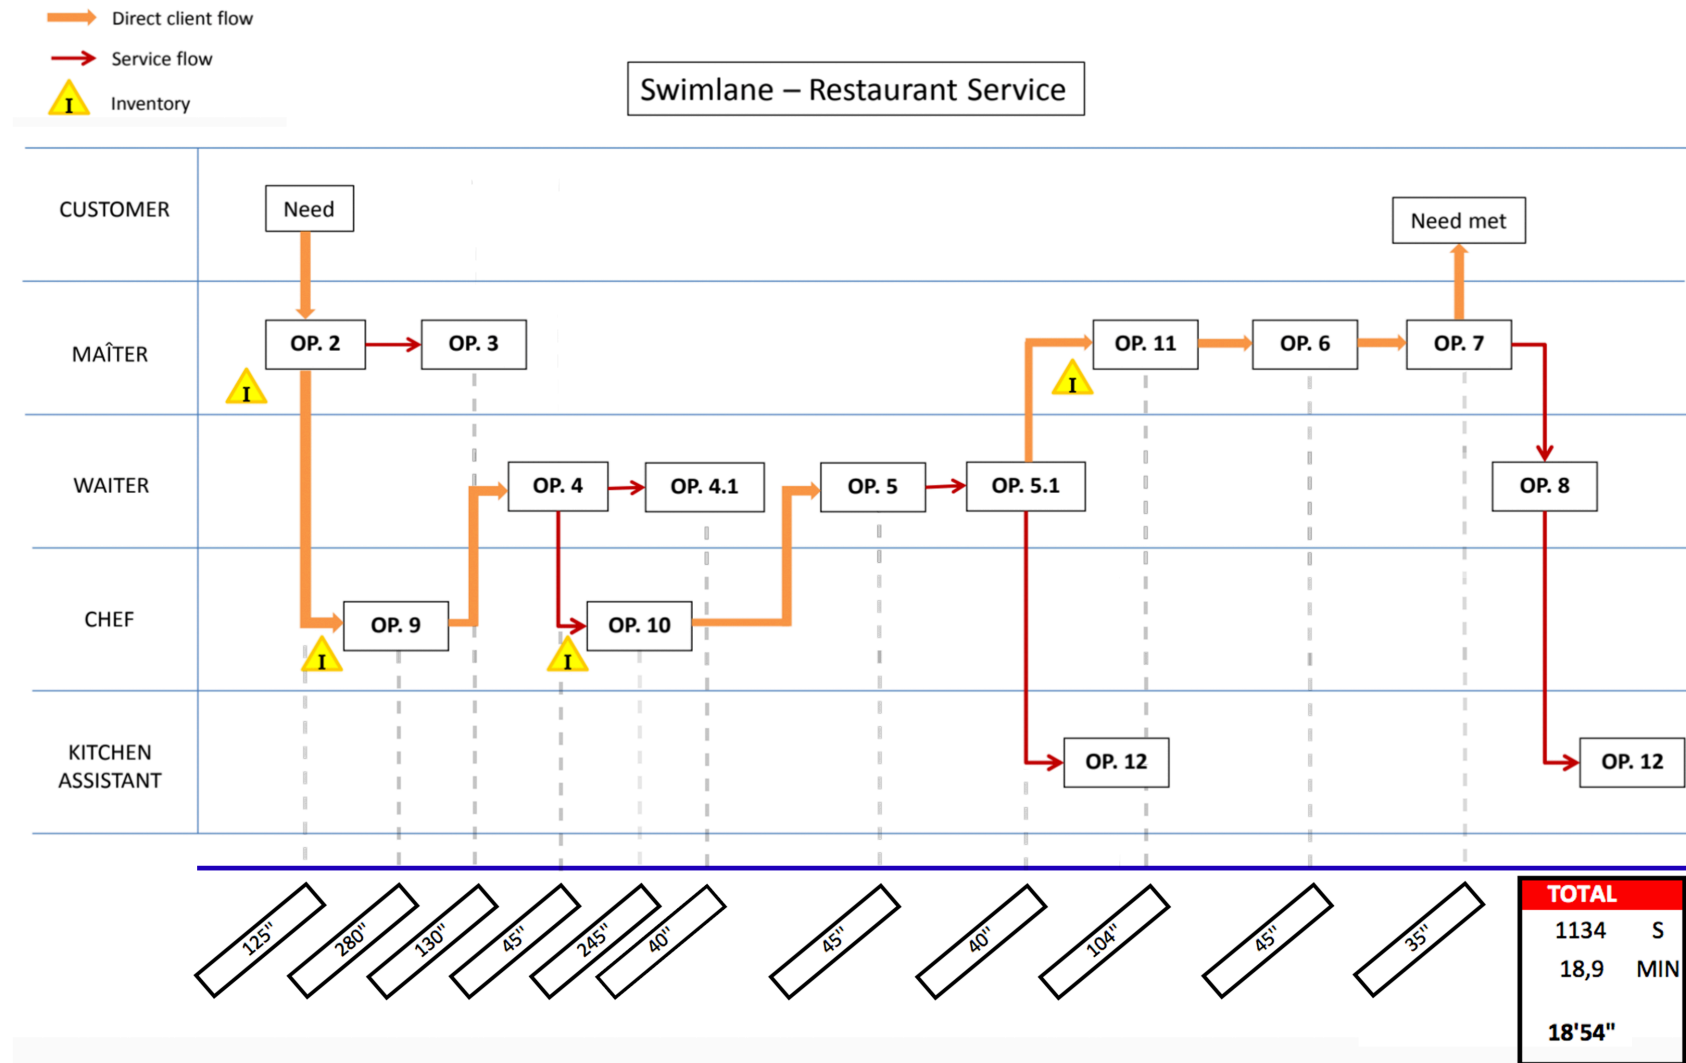 Direct client flow
Service flow
I Inventory
Swimlane – Restaurant Service
CUSTOMER
Need
Need met
MAÎTER
OP. 2
OP. 3
OP. 11
OP. 6
OP. 7
I
I
WAITER
OP. 4
OP. 4.1
OP. 5
OP. 5.1
OP. 8
CHEF
OP. 9
OP. 10
I
I
KITCHEN
ASSISTANT
OP. 12
OP. 12
125"
280"
130"
45"
245"
40"
45"
40"
104"
45"
35"
TOTAL
1134 S
18,9 MIN
18'54"